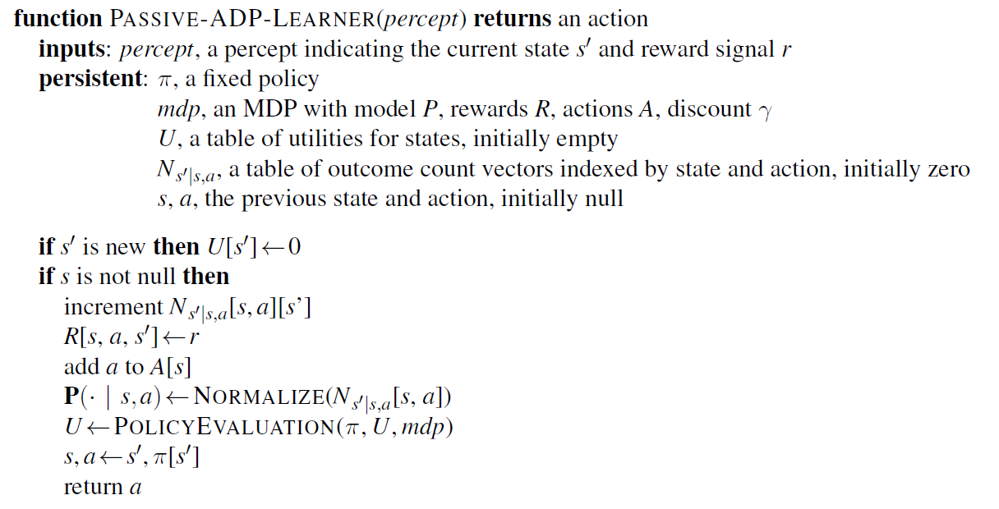 function PASSIVE-ADP-LEARNER(percept) returns an action
inputs: percept, a percept indicating the current state s′ and reward signal r
persistent: π, a fixed policy
mdp, an MDP with model P, rewards R, actions A, discount γ
U, a table of utilities for states, initially empty
N_{s′|s,a}, a table of outcome count vectors indexed by state and action, initially zero
s, a, the previous state and action, initially null
if s′ is new then U[s′]←0
if s is not null then
increment N_{s′|s,a}[s, a][s’]
R[s, a, s′]←r
add a to A[s]
P(· | s, a)←NORMALIZE(N_{s′|s,a}[s, a])
U←POLICYEVALUATION(π, U, mdp)
s, a←s′, π[s′]
return a